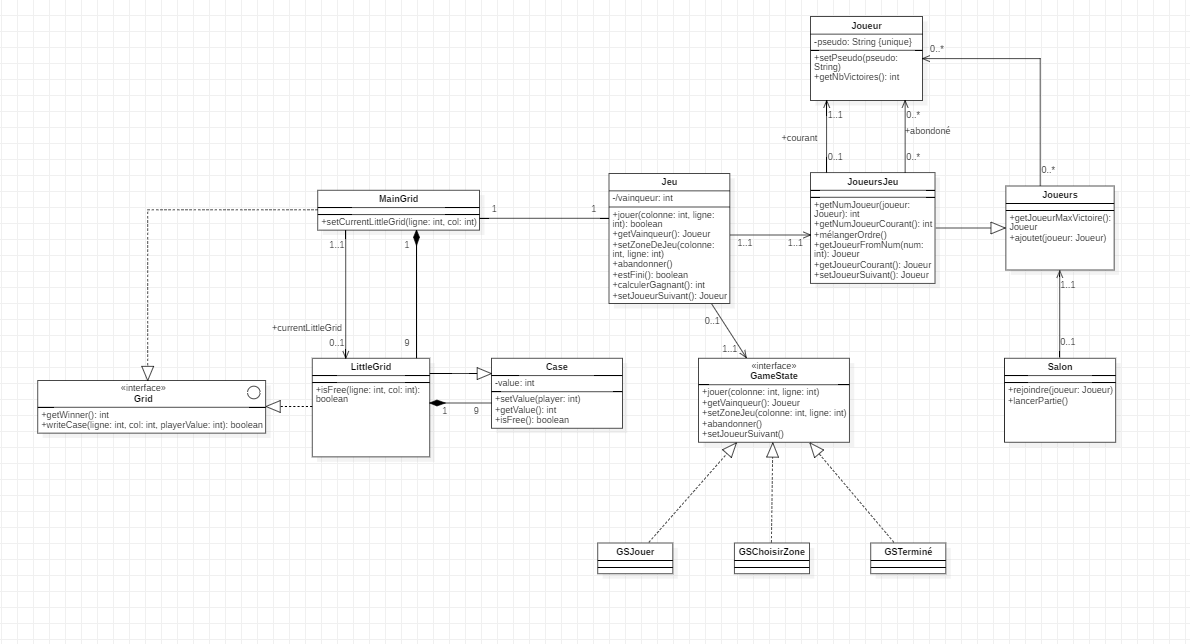 Joueur
-pseudo: String {unique}
+setPseudo(pseudo:
String)
+getNbVictoires(): int
0..*
1..1
0..*
+courant
+abondoné
0..1
0..*
0..*
MainGrid
+setCurrentLittleGrid(ligne: int, col: int)
1
1
Jeu
-/vainqueur: int
+jouer(colonne: int, ligne:
int): boolean
+getVainqueur(): Joueur
+setZoneDeJeu(colonne:
int, ligne: int)
+abandonner()
+estFini(): boolean
+calculerGagnant(): int
+setJoueurSuivant(): Joueur
1..1
1..1
JoueursJeu
+getNumJoueur(joueur:
Joueur): int
+getNumJoueurCourant(): int
+mélangerOrdre()
+getJoueurFromNum(num:
int): Joueur
+getJoueurCourant(): Joueur
+setJoueurSuivant(): Joueur
Joueurs
+getJoueurMaxVictoire():
Joueur
+ajoutet(joueur: Joueur)
1..1
1
+currentLittleGrid
0..1
9
0..1
1..1
1..1
0..1
«interface»
Grid
+getWinner(): int
+writeCase(ligne: int, col: int, playerValue: int): boolean
LittleGrid
+isFree(ligne: int, col: int):
boolean
1
9
Case
-value: int
+setValue(player: int)
+getValue(): int
+isFree(): boolean
«interface»
GameState
+jouer(colonne: int, ligne: int)
+getVainqueur(): Joueur
+setZoneJeu(colonne: int, ligne: int)
+abandonner()
+setJoueurSuivant()
Salon
+rejoindre(joueur: Joueur)
+lancerPartie()
GSJouer
GSChoisirZone
GSTerminé